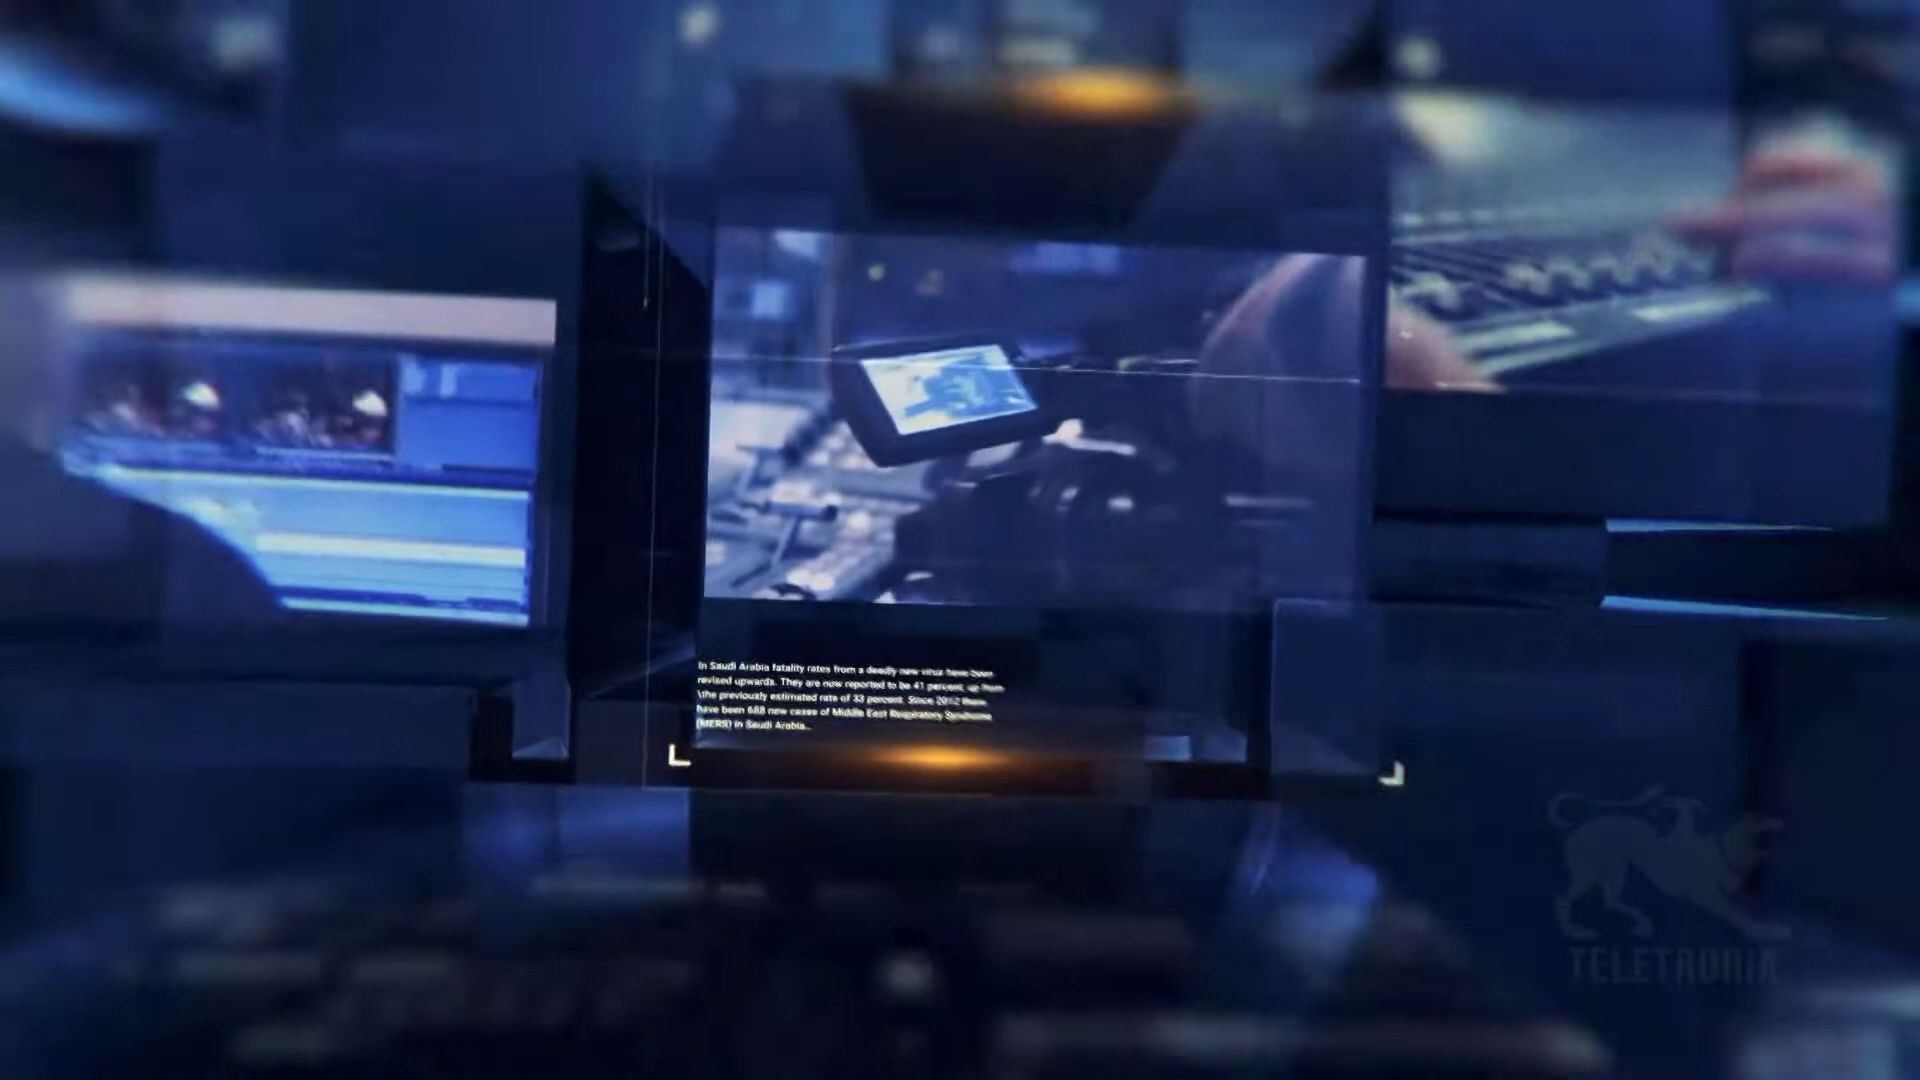 In Saudi Arabia fatality rates from a deadly new virus have been
revised upwards. They are now reported to be 41 percent, up from
\the previously estimated rate of 33 percent. Since 2012 there
have been 688 new cases of Middle East Respiratory Syndrome
(MERS) in Saudi Arabia...
TELETRURIA